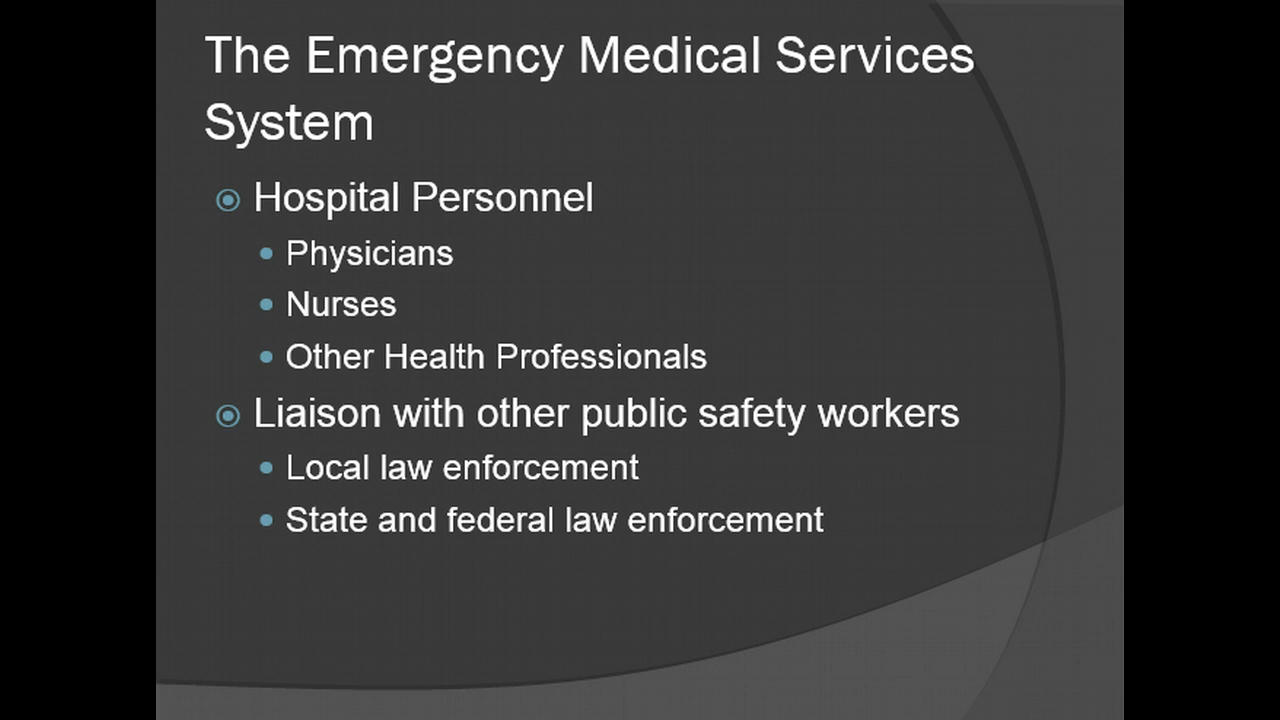 The Emergency Medical Services
System
Hospital Personnel
Physicians
Nurses
Other Health Professionals
Liaison with other public safety workers
Local law enforcement
State and federal law enforcement